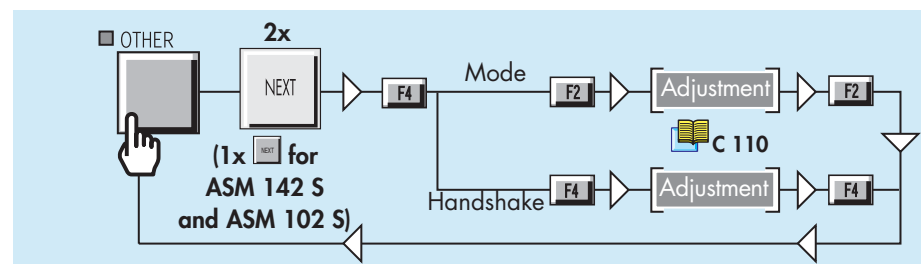 OTHER
2x
NEXT
F4
Mode
F2
Adjustment
F2
C 110
(1x NEXT for
ASM 142 S
and ASM 102 S)
Handshake
F4
Adjustment
F4